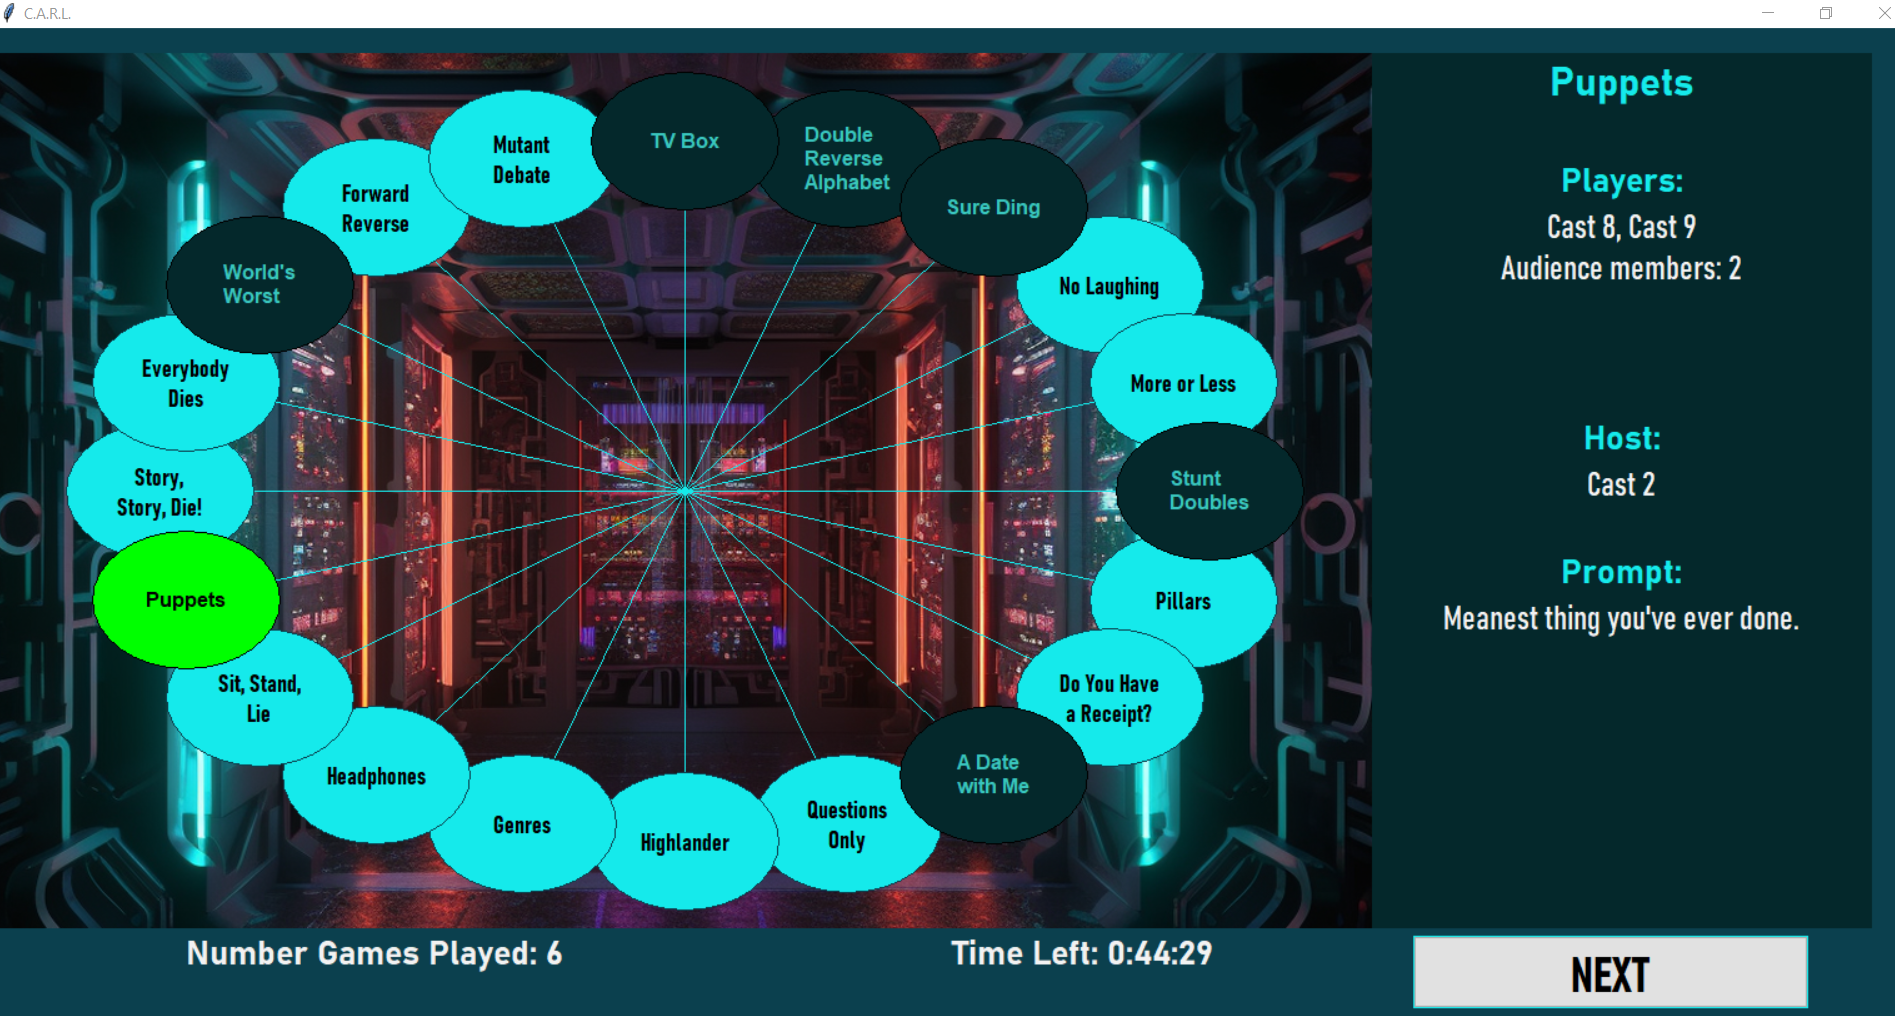 C.A.R.L.
TV Box
Mutant
Debate
Double
Reverse
Alphabet
Forward
Reverse
Sure Ding
World's
Worst
No Laughing
Everybody
Dies
More or Less
Story,
Story, Die!
Stunt
Doubles
Puppets
Pillars
Sit, Stand,
Lie
Do You Have
a Receipt?
Headphones
A Date
with Me
Genres
Highlander
Questions
Only
Puppets
Players:
Cast 8, Cast 9
Audience members: 2
Host:
Cast 2
Prompt:
Meanest thing you've ever done.
Number Games Played: 6
Time Left: 0:44:29
NEXT